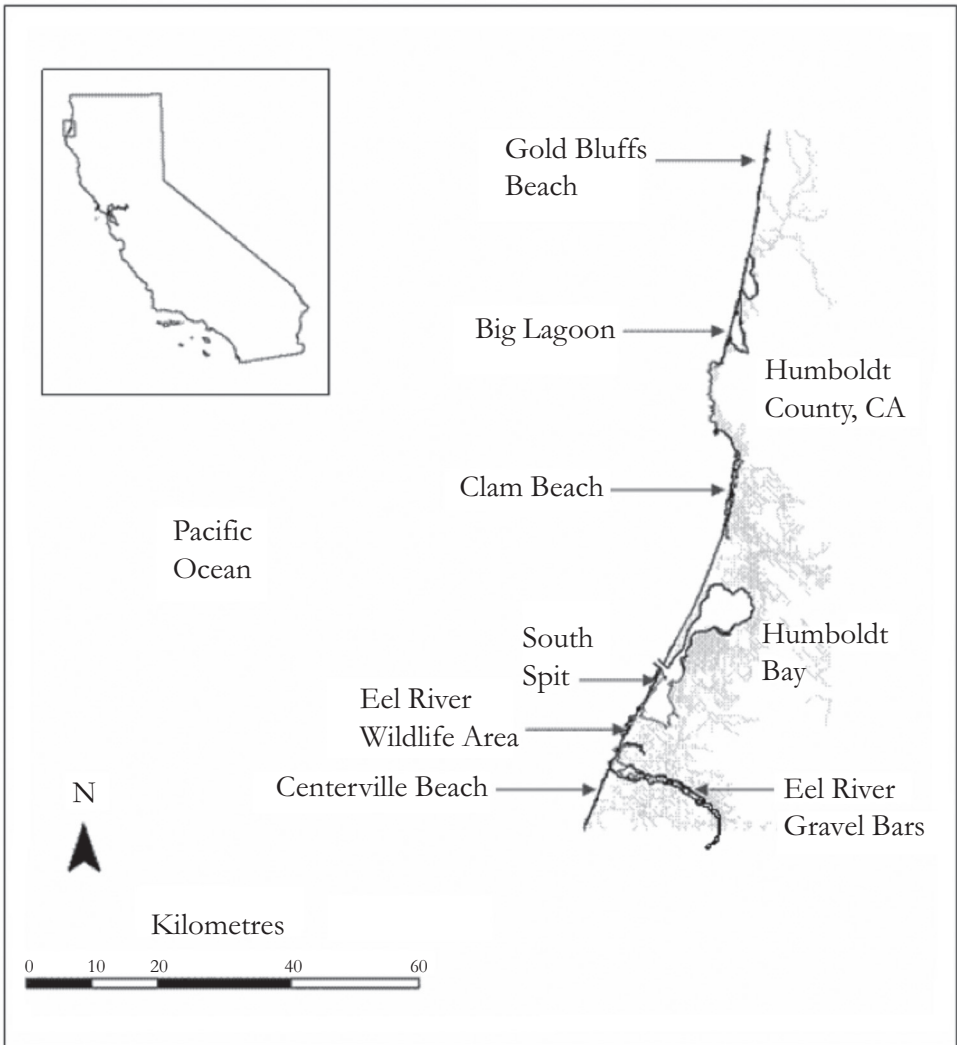 Gold Bluffs
Beach
Big Lagoon
Humboldt
County, CA
Clam Beach
Pacific
Ocean
South
Spit
Humboldt
Bay
Eel River
Wildlife Area
Centerville Beach
Eel River
Gravel Bars
N
Kilometres
0 10 20 40 60